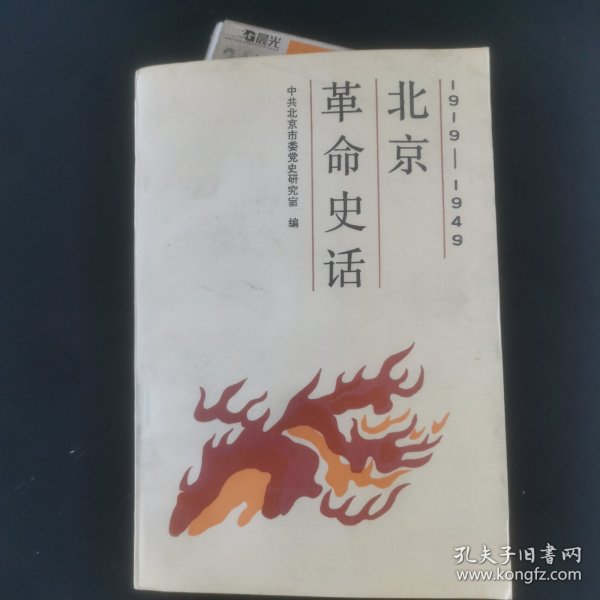 晨光
1919—1949
北京
革命史话
中共北京市委党史研究室 编
孔夫子旧书网
www.kongfz.com